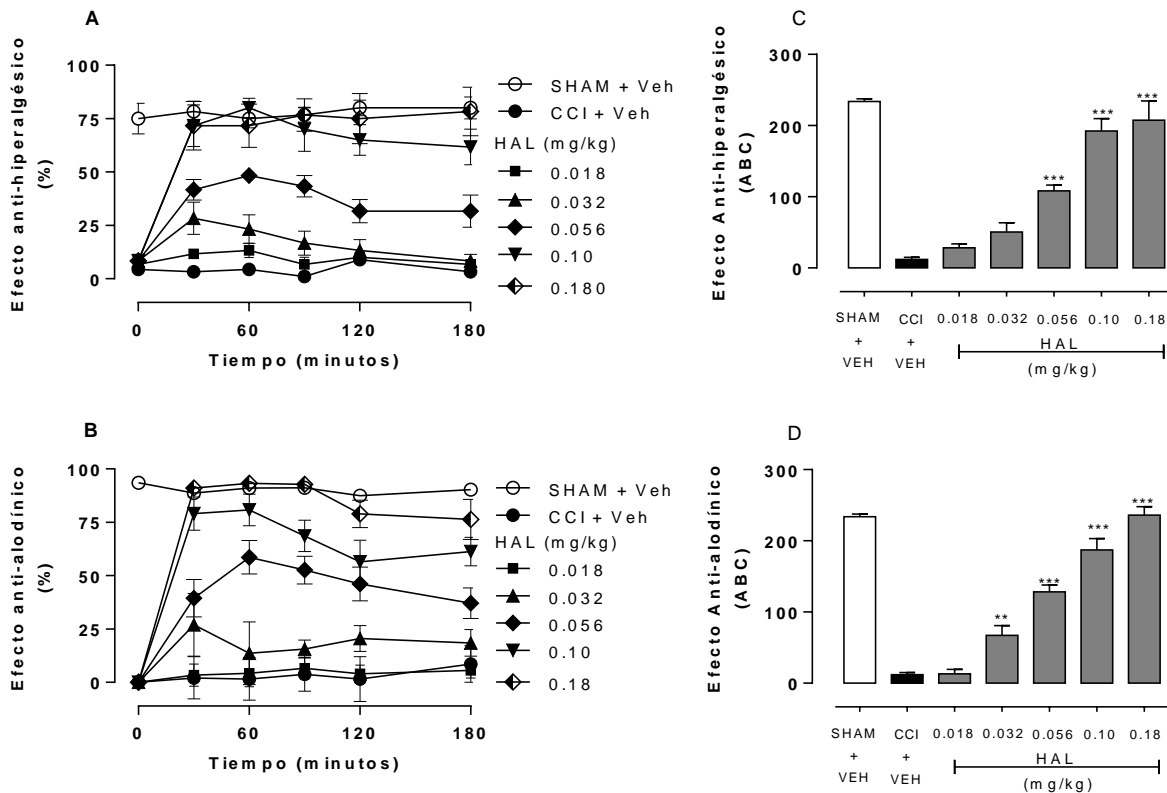 A
Efecto anti-hiperalgésico
(%)
100
75
50
25
0
0
60
120
180
Tiempo (minutos)
SHAM + Veh
CCI + Veh
HAL (mg/kg)
0.018
0.032
0.056
0.10
0.180
C
Efecto Anti-hiperalgésico
(ABC)
300
200
100
0
***
***
***
SHAM
+
VEH
CCI
+
VEH
0.018
0.032
0.056
0.10
0.18
HAL
(mg/kg)
B
Efecto anti-alodínico
(%)
100
75
50
25
0
0
60
120
180
Tiempo (minutos)
SHAM + Veh
CCI + Veh
HAL (mg/kg)
0.018
0.032
0.056
0.10
0.18
D
Efecto Anti-alodínico
(ABC)
300
200
100
0
**
***
***
***
SHAM
+
VEH
CCI
+
VEH
0.018
0.032
0.056
0.10
0.18
HAL
(mg/kg)